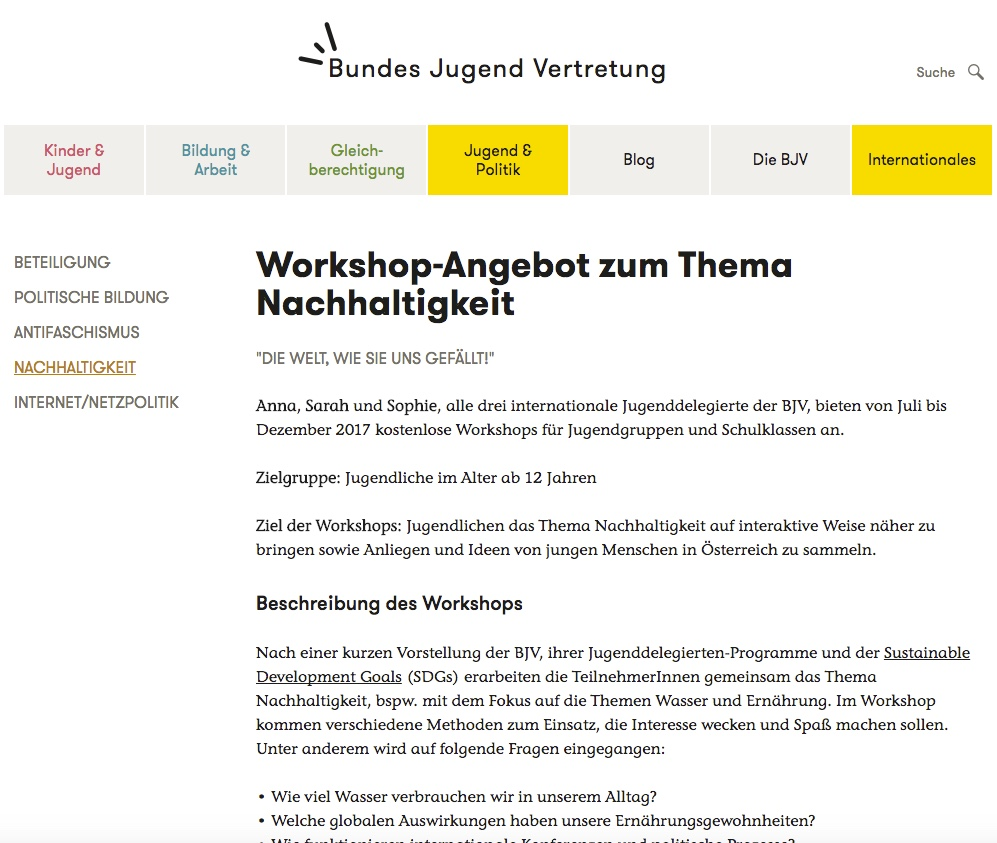 Bundes Jugend Vertretung
Suche
Kinder &
Jugend
Bildung &
Arbeit
Gleich-
berechtigung
Jugend &
Politik
Blog
Die BJV
Internationales
BETEILIGUNG
POLITISCHE BILDUNG
ANTIFASCHISMUS
NACHHALTIGKEIT
INTERNET/NETZPOLITIK
Workshop-Angebot zum Thema
Nachhaltigkeit
"DIE WELT, WIE SIE UNS GEFÄLLT!"
Anna, Sarah und Sophie, alle drei internationale Jugenddelegierte der BJV, bieten von Juli bis
Dezember 2017 kostenlose Workshops für Jugendgruppen und Schulklassen an.
Zielgruppe: Jugendliche im Alter ab 12 Jahren
Ziel der Workshops: Jugendlichen das Thema Nachhaltigkeit auf interaktive Weise näher zu
bringen sowie Anliegen und Ideen von jungen Menschen in Österreich zu sammeln.
Beschreibung des Workshops
Nach einer kurzen Vorstellung der BJV, ihrer Jugenddelegierten-Programme und der Sustainable
Development Goals (SDGs) erarbeiten die TeilnehmerInnen gemeinsam das Thema
Nachhaltigkeit, bspw. mit dem Fokus auf die Themen Wasser und Ernährung. Im Workshop
kommen verschiedene Methoden zum Einsatz, die Interesse wecken und Spaß machen sollen.
Unter anderem wird auf folgende Fragen eingegangen:
• Wie viel Wasser verbrauchen wir in unserem Alltag?
• Welche globalen Auswirkungen haben unsere Ernährungsgewohnheiten?
• Wie funktionieren internationale Konferenzen und politische Prozesse?